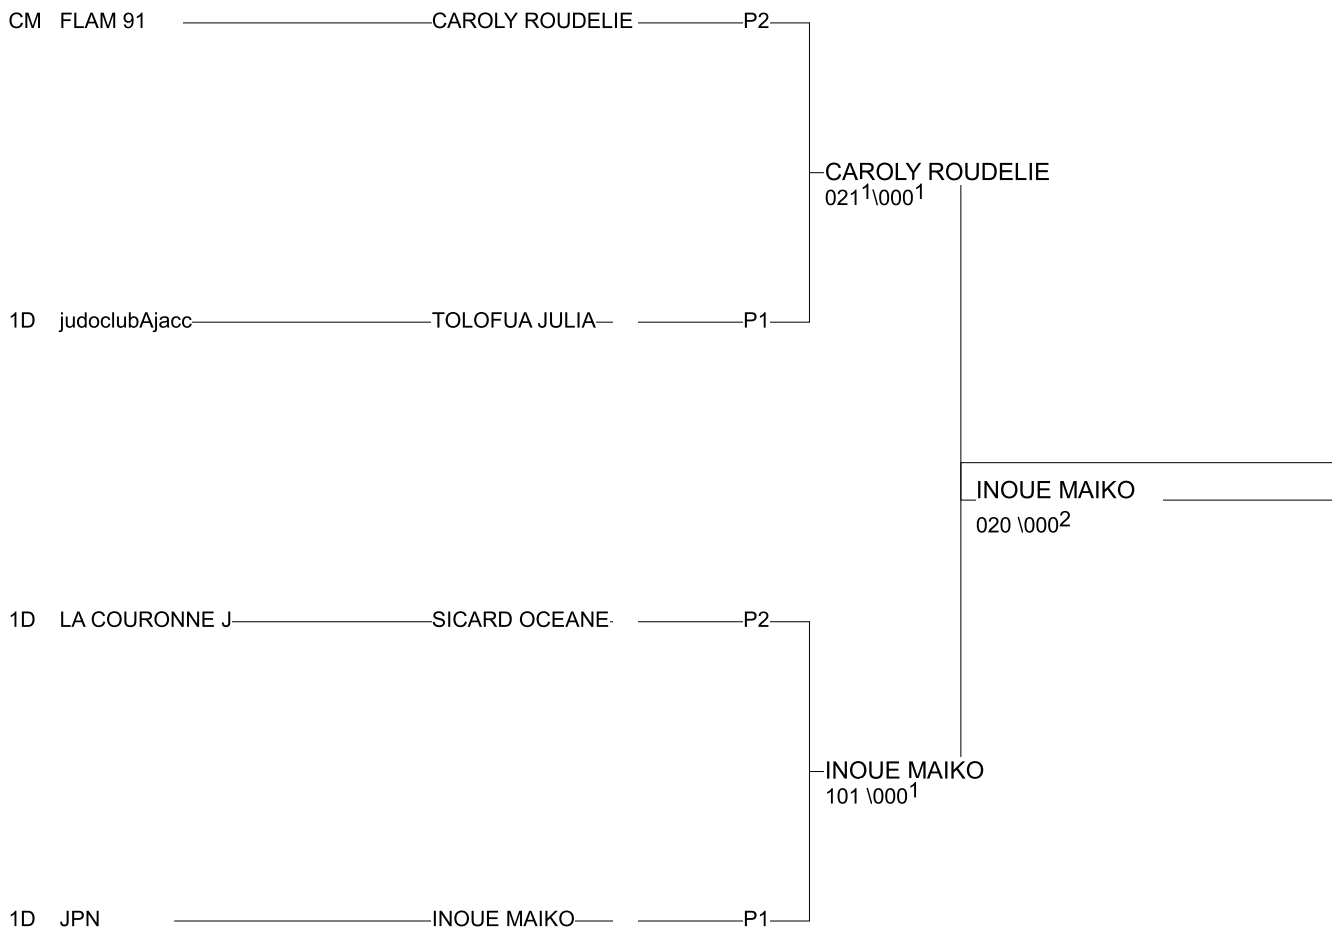 CM FLAM 91 CAROLY ROUDELIE P2
CAROLY ROUDELIE
021¹\000¹
1D judoclubAjacc TOLOFUA JULIA P1
INOUE MAIKO
020 \000²
1D LA COURONNE J SICARD OCEANE P2
INOUE MAIKO
101 \000¹
1D JPN INOUE MAIKO P1